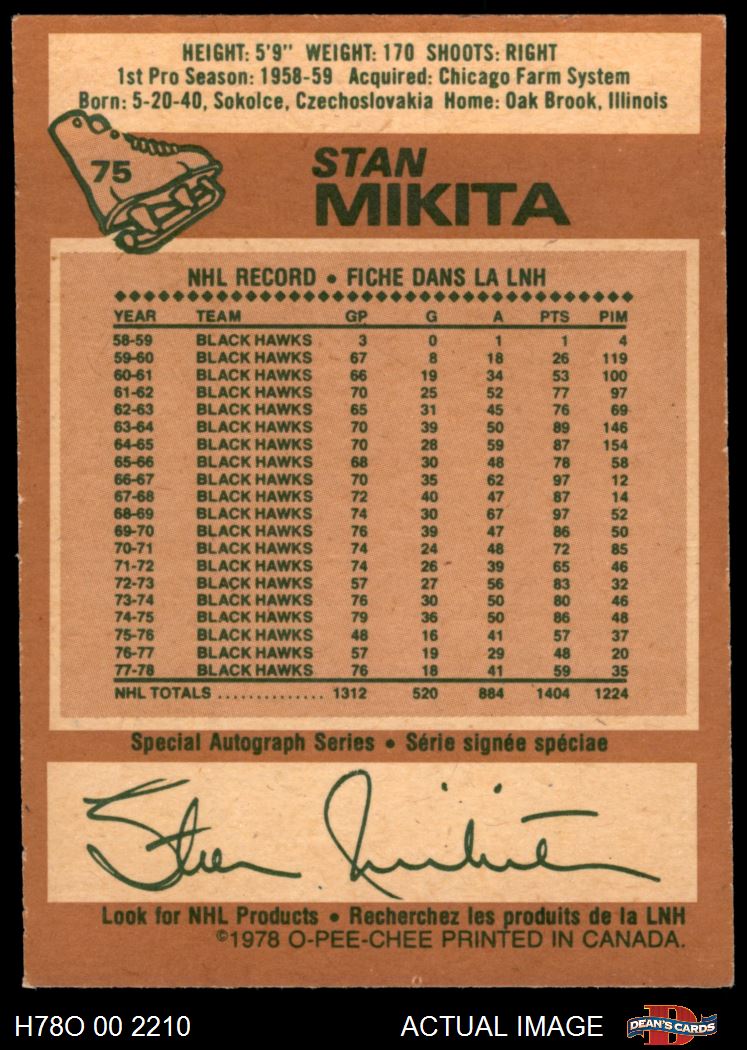 HEIGHT: 5'9" WEIGHT: 170 SHOOTS: RIGHT
1st Pro Season: 1958-59 Acquired: Chicago Farm System
Born: 5-20-40, Sokolce, Czechoslovakia Home: Oak Brook, Illinois
75
STAN
MIKITA
NHL RECORD • FICHE DANS LA LNH
YEAR TEAM GP G A PTS PIM
58-59 BLACK HAWKS 3 0 1 1 4
59-60 BLACK HAWKS 67 8 18 26 119
60-61 BLACK HAWKS 66 19 34 53 100
61-62 BLACK HAWKS 70 25 52 77 97
62-63 BLACK HAWKS 65 31 45 76 69
63-64 BLACK HAWKS 70 39 50 89 146
64-65 BLACK HAWKS 70 28 59 87 154
65-66 BLACK HAWKS 68 30 48 78 58
66-67 BLACK HAWKS 70 35 62 97 12
67-68 BLACK HAWKS 72 40 47 87 14
68-69 BLACK HAWKS 74 30 67 97 52
69-70 BLACK HAWKS 76 39 47 86 50
70-71 BLACK HAWKS 74 24 48 72 85
71-72 BLACK HAWKS 74 26 39 65 46
72-73 BLACK HAWKS 57 27 56 83 32
73-74 BLACK HAWKS 76 30 50 80 46
74-75 BLACK HAWKS 79 36 50 86 48
75-76 BLACK HAWKS 48 16 41 57 37
76-77 BLACK HAWKS 57 19 29 48 20
77-78 BLACK HAWKS 76 18 41 59 35
NHL TOTALS .............. 1312 520 884 1404 1224
Special Autograph Series • Série signée spéciae
Stan Mikita
Look for NHL Products • Recherchez les produits de la LNH
©1978 O-PEE-CHEE PRINTED IN CANADA.
H78O 00 2210 ACTUAL IMAGE D DEAN'S CARDS